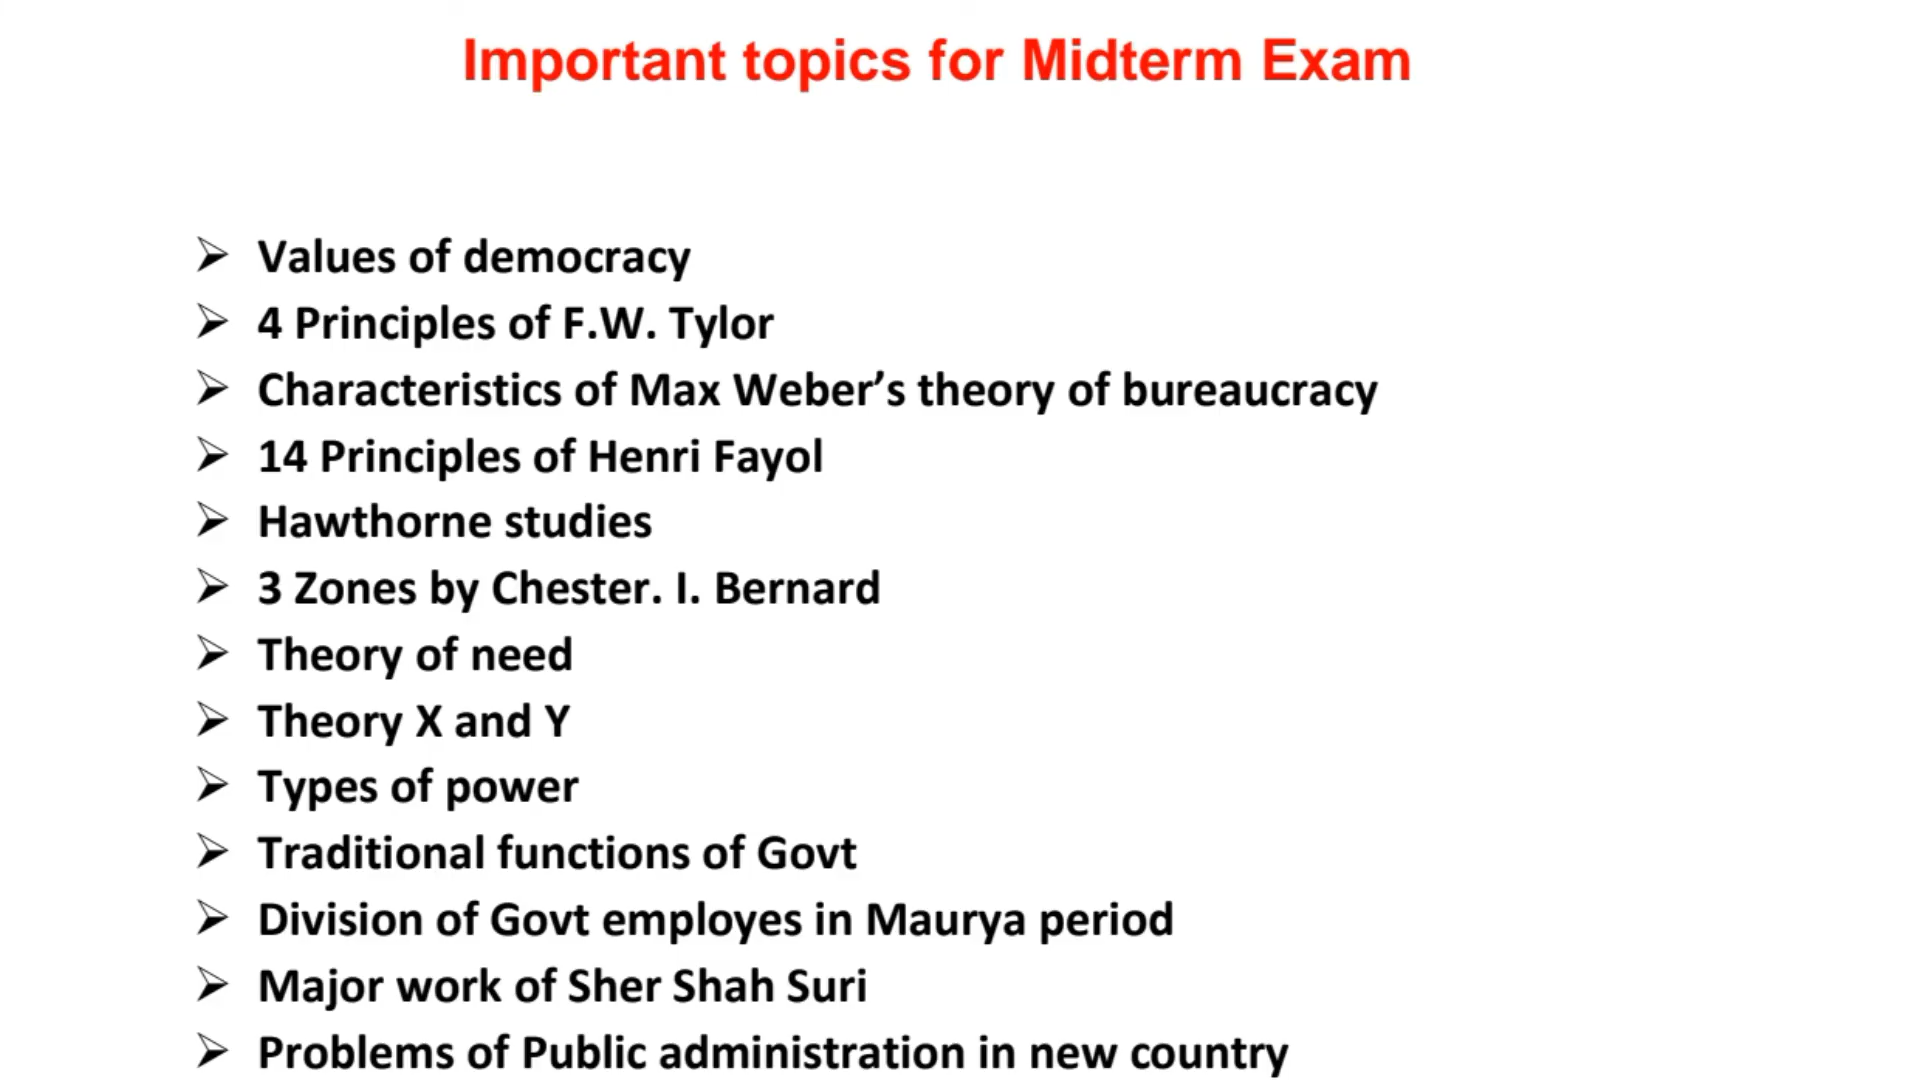 Important topics for Midterm Exam
➢ Values of democracy
➢ 4 Principles of F.W. Tylor
➢ Characteristics of Max Weber’s theory of bureaucracy
➢ 14 Principles of Henri Fayol
➢ Hawthorne studies
➢ 3 Zones by Chester. I. Bernard
➢ Theory of need
➢ Theory X and Y
➢ Types of power
➢ Traditional functions of Govt
➢ Division of Govt employes in Maurya period
➢ Major work of Sher Shah Suri
➢ Problems of Public administration in new country